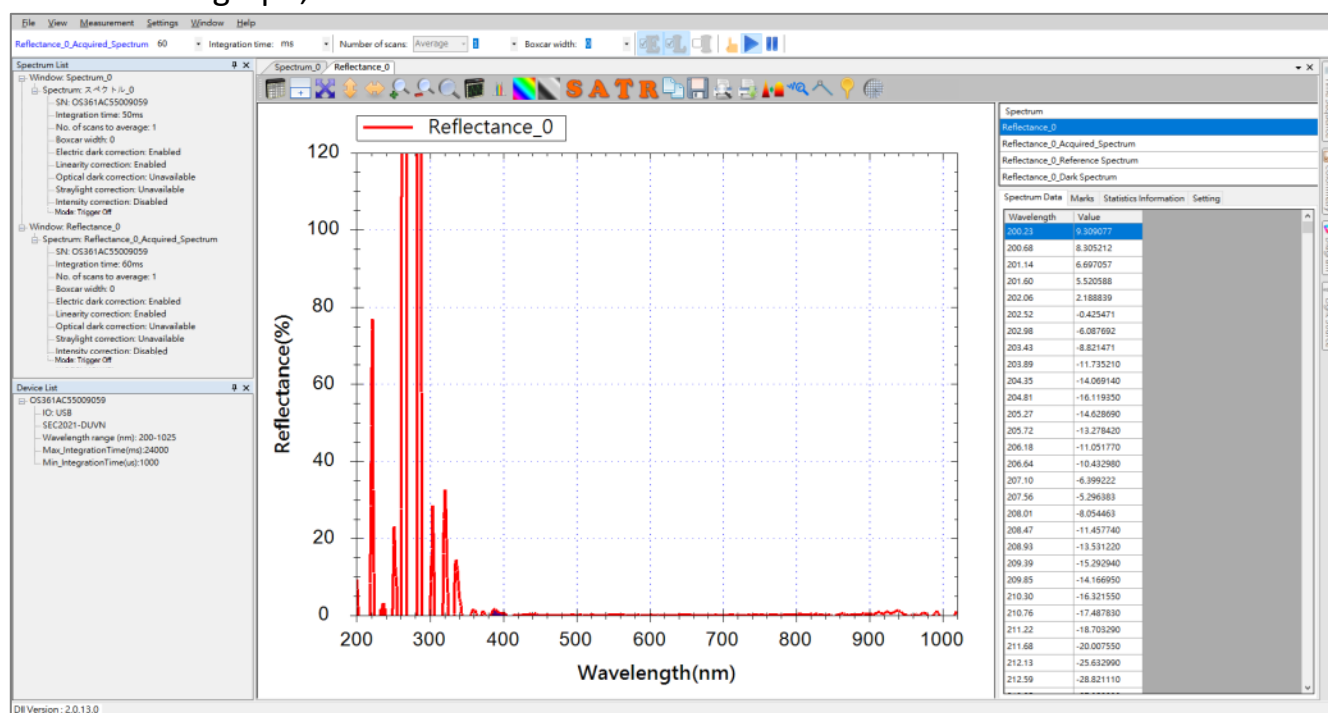 File View Measurement Settings Window Help
Reflectance_0_Acquired_Spectrum 60 Integration time: ms Number of scans: Average 1 Boxcar width: 0
Spectrum List
Window: Spectrum_0
Spectrum: スペクトル_0
SN: OS361AC55009059
Integration time: 50ms
No. of scans to average: 1
Boxcar width: 0
Electric dark correction: Enabled
Linearity correction: Enabled
Optical dark correction: Unavailable
Straylight correction: Unavailable
Intensity correction: Disabled
Mode: Trigger Off
Window: Reflectance_0
Spectrum: Reflectance_0_Acquired_Spectrum
SN: OS361AC55009059
Integration time: 60ms
No. of scans to average: 1
Boxcar width: 0
Electric dark correction: Enabled
Linearity correction: Enabled
Optical dark correction: Unavailable
Straylight correction: Unavailable
Intensity correction: Disabled
Mode: Trigger Off
Device List
OS361AC55009059
IO: USB
SEC2021-DUVN
Wavelength range (nm): 200-1025
Max_IntegrationTime(ms):24000
Min_IntegrationTime(us):1000
Spectrum_0 Reflectance_0
S A T R
Reflectance_0
Reflectance(%)
120
100
80
60
40
20
0
200 300 400 500 600 700 800 900 1000
Wavelength(nm)
Spectrum
Reflectance_0
Reflectance_0_Acquired_Spectrum
Reflectance_0_Reference Spectrum
Reflectance_0_Dark Spectrum
Spectrum Data Marks Statistics Information Setting
Wavelength Value
200.23 9.309077
200.68 8.305212
201.14 6.697057
201.60 5.520588
202.06 2.188839
202.52 -0.425471
202.98 -6.087692
203.43 -8.821471
203.89 -11.735210
204.35 -14.069140
204.81 -16.119350
205.27 -14.628690
205.72 -13.278420
206.18 -11.051770
206.64 -10.432980
207.10 -6.399222
207.56 -5.296383
208.01 -8.054463
208.47 -11.457740
208.93 -13.531220
209.39 -15.292940
209.85 -14.166950
210.30 -16.321550
210.76 -17.487830
211.22 -18.703290
211.68 -20.007550
212.13 -25.632990
212.59 -28.821110
Dll Version : 2.0.13.0